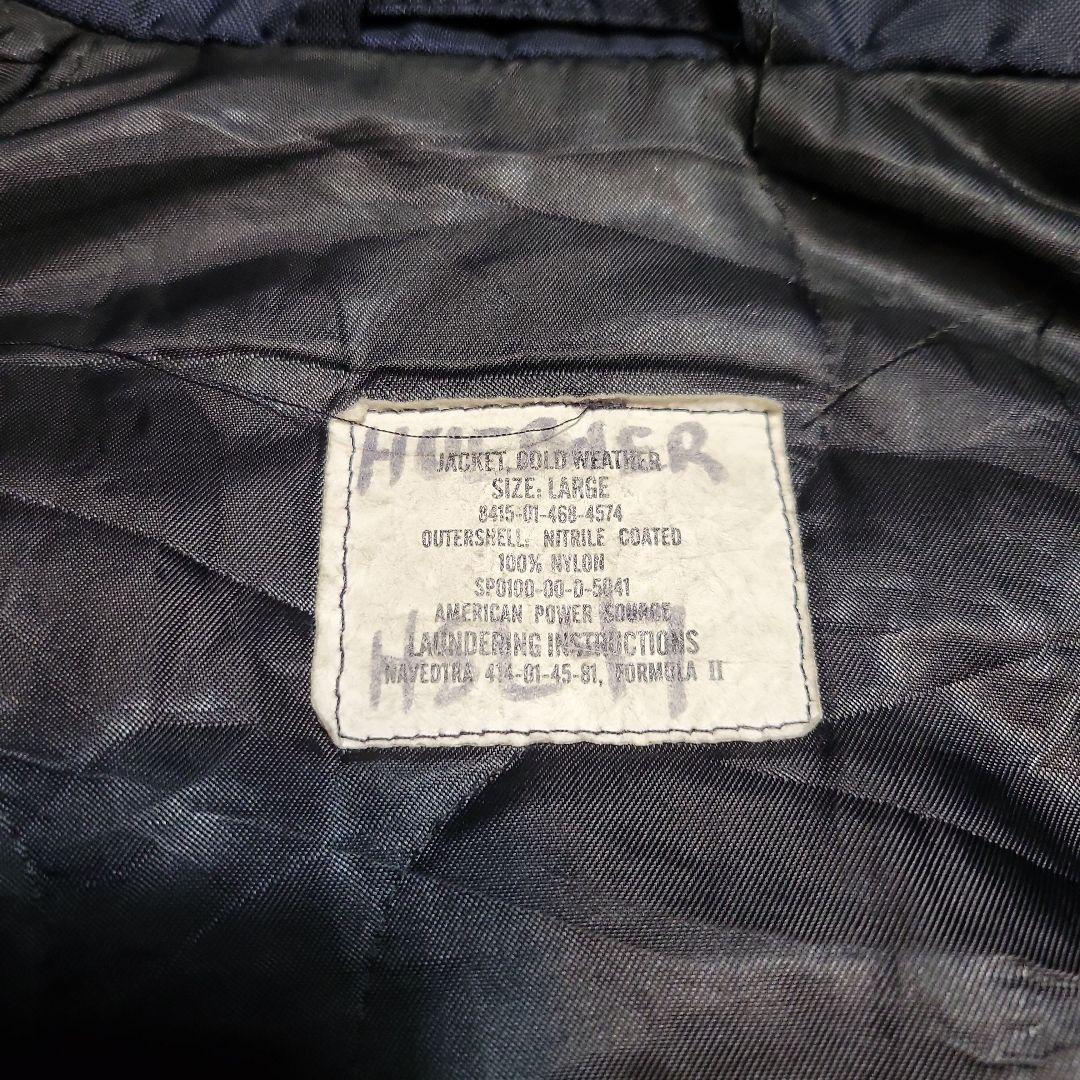 JACKET, COLD WEATHER
SIZE: LARGE
8415-01-468-4574
OUTERSHELL: NITRILE COATED
100% NYLON
SPO100-00-D-5041
AMERICAN POWER SOURCE
LAUNDERING INSTRUCTIONS
NAVEDTRA 414-01-45-81, FORMULA II